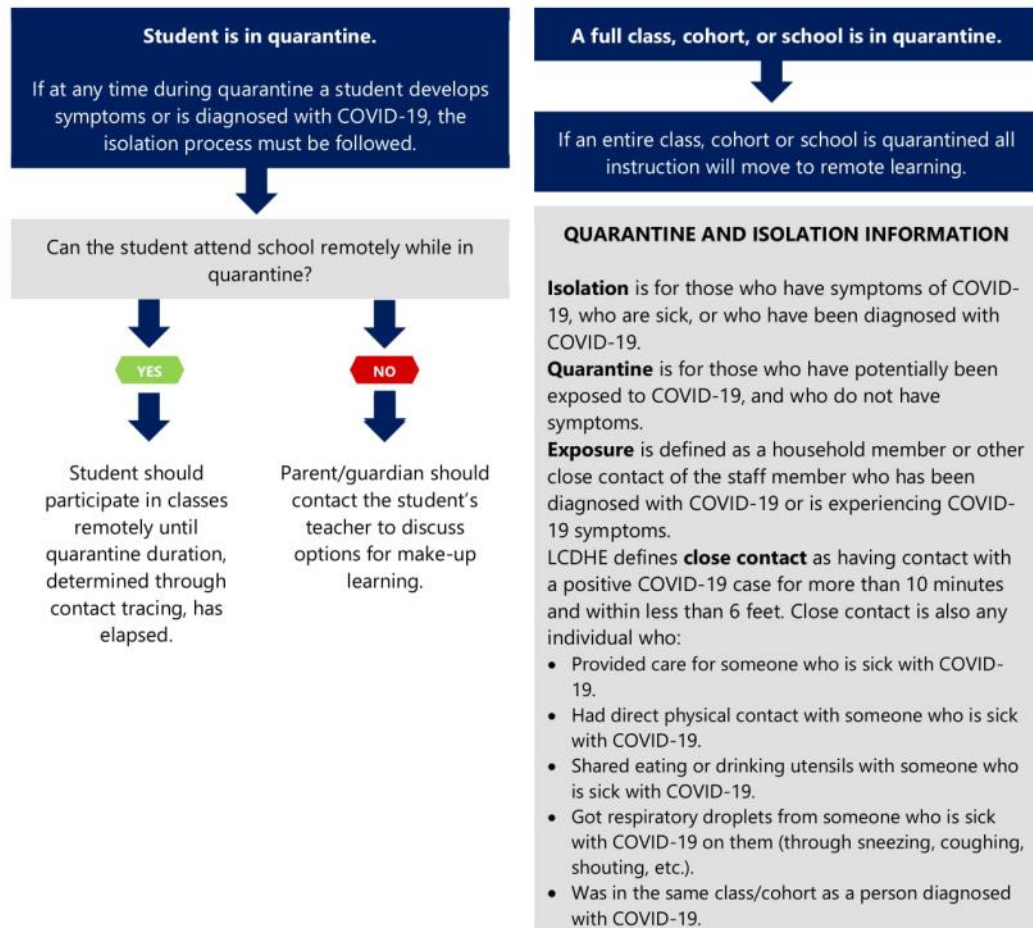 Student is in quarantine.
If at any time during quarantine a student develops
symptoms or is diagnosed with COVID-19, the
isolation process must be followed.
Can the student attend school remotely while in
quarantine?
YES
Student should
participate in classes
remotely until
quarantine duration,
determined through
contact tracing, has
elapsed.
NO
Parent/guardian should
contact the student's
teacher to discuss
options for make-up
learning.
A full class, cohort, or school is in quarantine.
If an entire class, cohort or school is quarantined all
instruction will move to remote learning.
QUARANTINE AND ISOLATION INFORMATION
Isolation is for those who have symptoms of COVID-
19, who are sick, or who have been diagnosed with
COVID-19.
Quarantine is for those who have potentially been
exposed to COVID-19, and who do not have
symptoms.
Exposure is defined as a household member or other
close contact of the staff member who has been
diagnosed with COVID-19 or is experiencing COVID-
19 symptoms.
LCDHE defines close contact as having contact with
a positive COVID-19 case for more than 10 minutes
and within less than 6 feet. Close contact is also any
individual who:
• Provided care for someone who is sick with COVID-
19.
• Had direct physical contact with someone who is sick
with COVID-19.
• Shared eating or drinking utensils with someone who
is sick with COVID-19.
• Got respiratory droplets from someone who is sick
with COVID-19 on them (through sneezing, coughing,
shouting, etc.).
• Was in the same class/cohort as a person diagnosed
with COVID-19.